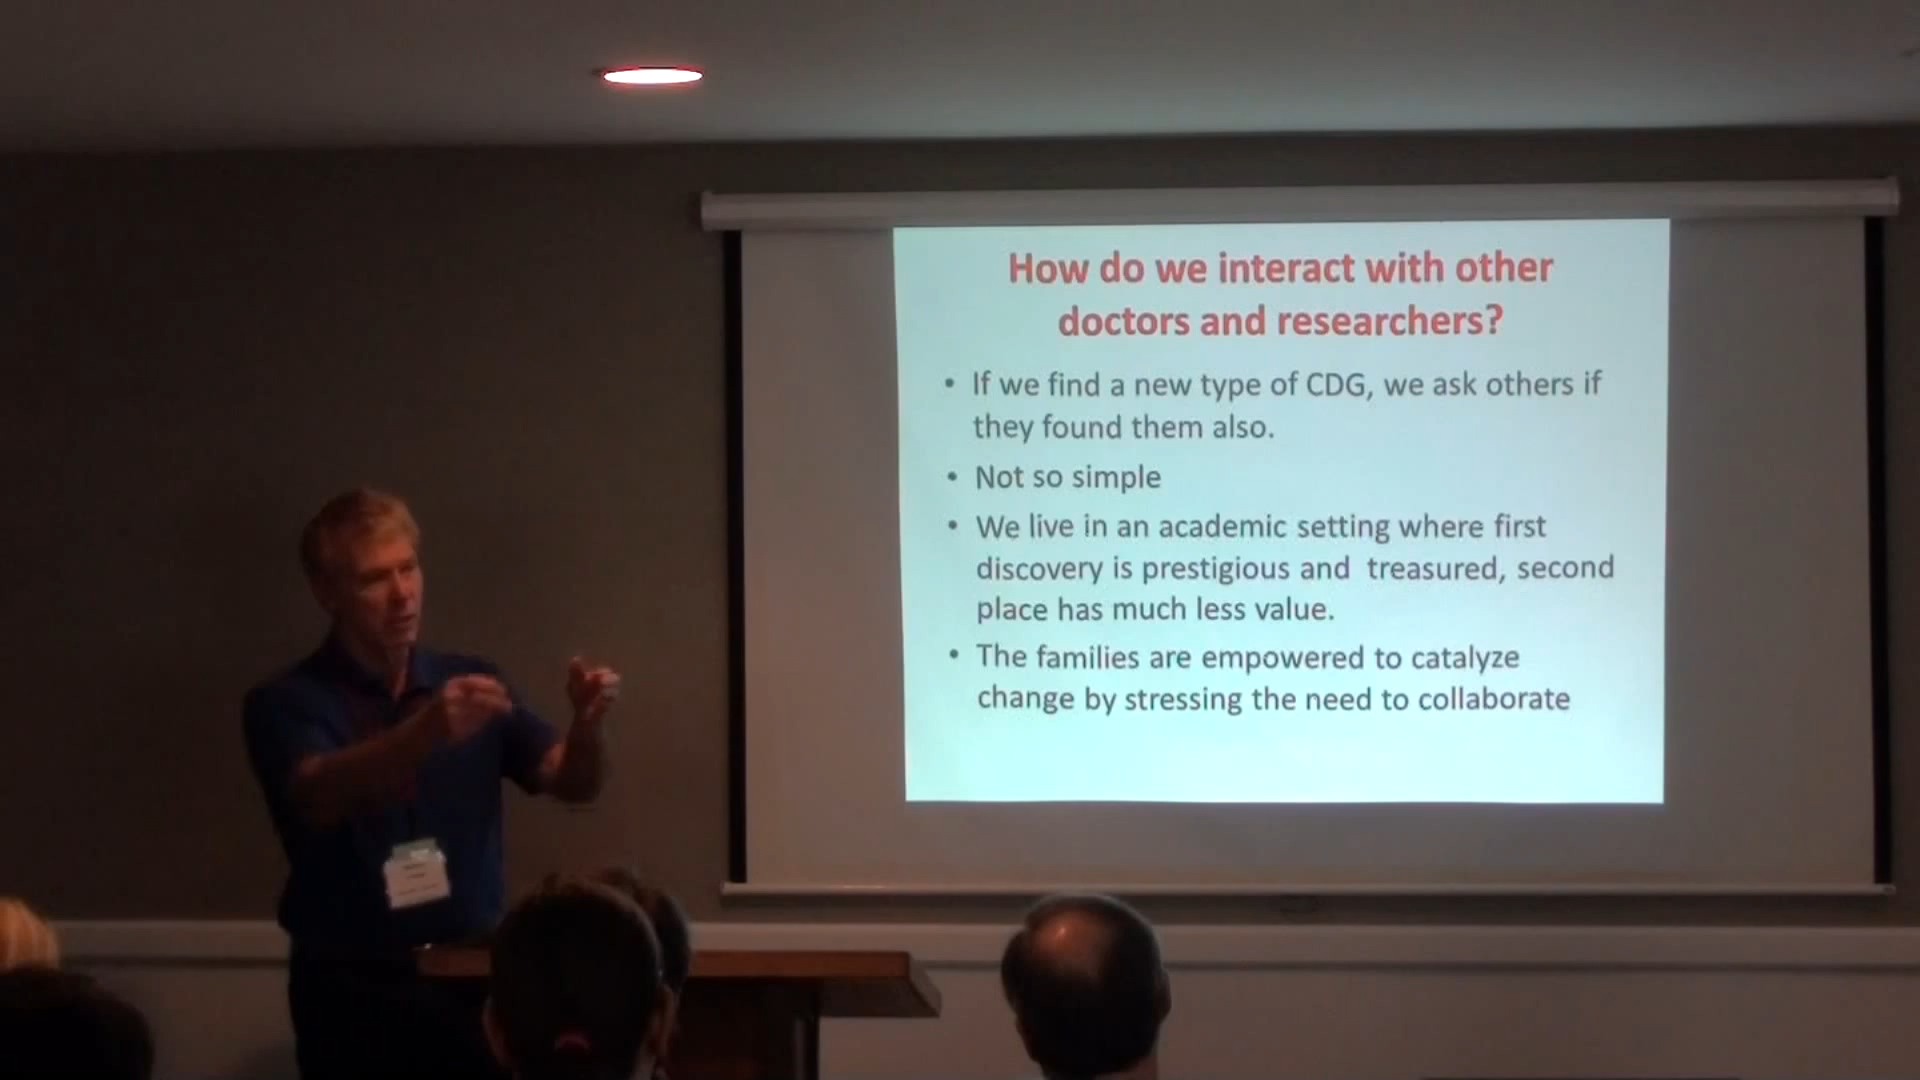 How do we interact with other
doctors and researchers?
• If we find a new type of CDG, we ask others if
they found them also.
• Not so simple
• We live in an academic setting where first
discovery is prestigious and treasured, second
place has much less value.
• The families are empowered to catalyze
change by stressing the need to collaborate